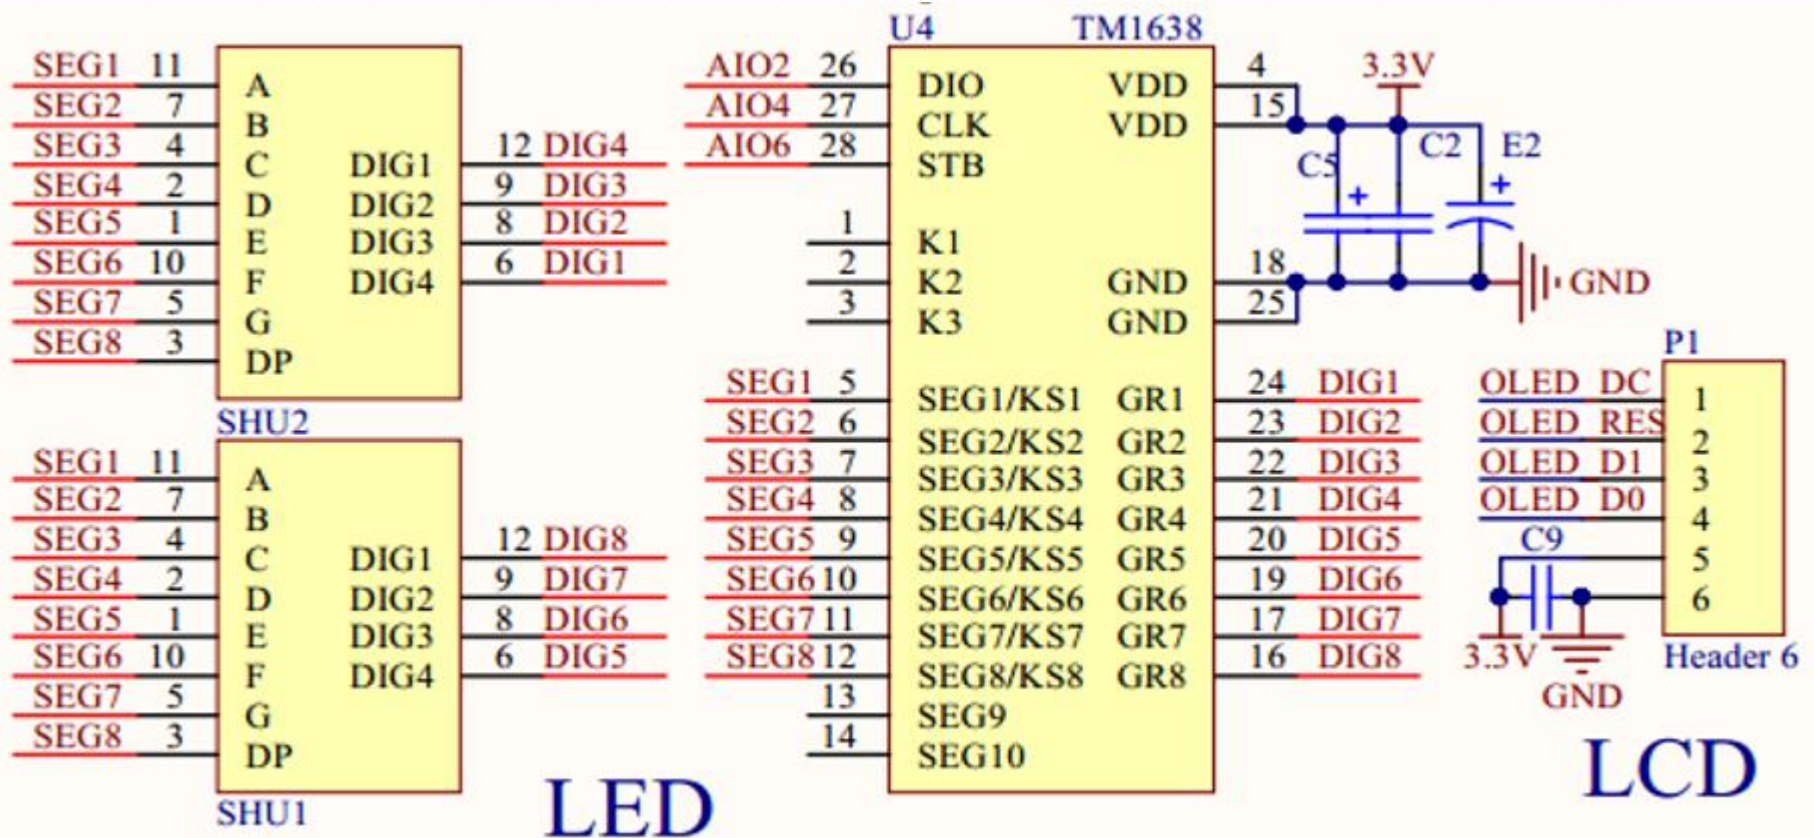 SEG1 11 A
SEG2 7 B
SEG3 4 C DIG1 12 DIG4
SEG4 2 D DIG2 9 DIG3
SEG5 1 E DIG3 8 DIG2
SEG6 10 F DIG4 6 DIG1
SEG7 5 G
SEG8 3 DP
SHU2
SEG1 11 A
SEG2 7 B
SEG3 4 C DIG1 12 DIG8
SEG4 2 D DIG2 9 DIG7
SEG5 1 E DIG3 8 DIG6
SEG6 10 F DIG4 6 DIG5
SEG7 5 G
SEG8 3 DP
SHU1
LED
U4 TM1638
AIO2 26 DIO VDD 4
AIO4 27 CLK VDD 15
AIO6 28 STB
1 K1
2 K2 GND 18
3 K3 GND 25
SEG1 5 SEG1/KS1 GR1 24 DIG1
SEG2 6 SEG2/KS2 GR2 23 DIG2
SEG3 7 SEG3/KS3 GR3 22 DIG3
SEG4 8 SEG4/KS4 GR4 21 DIG4
SEG5 9 SEG5/KS5 GR5 20 DIG5
SEG6 10 SEG6/KS6 GR6 19 DIG6
SEG7 11 SEG7/KS7 GR7 17 DIG7
SEG8 12 SEG8/KS8 GR8 16 DIG8
13 SEG9
14 SEG10
3.3V
C5 + C2 E2 +
GND
P1
OLED DC 1
OLED RES 2
OLED D1 3
OLED D0 4
C9 5
6
3.3V
GND
Header 6
LCD